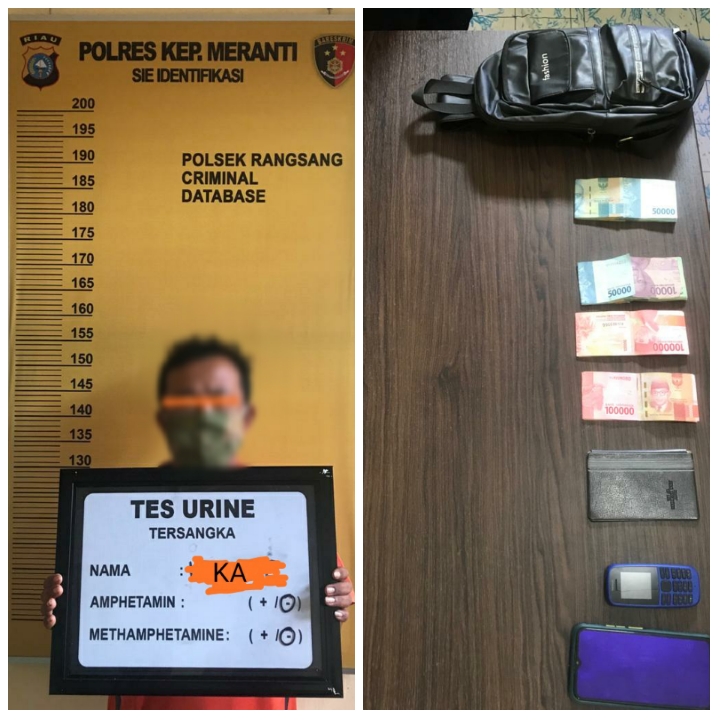 RIAU
POLRES KEP. MERANTI
SIE IDENTIFIKASI
200
195
190
185
180
175
170
165
160
155
150
145
140
135
130
POLSEK RANGSANG
CRIMINAL
DATABASE
TES URINE
TERSANGKA
NAMA : KA
AMPHETAMIN : ( + / - )
METHAMPHETAMINE : ( + / - )
fashion
50000
50000
10000
100000
100000